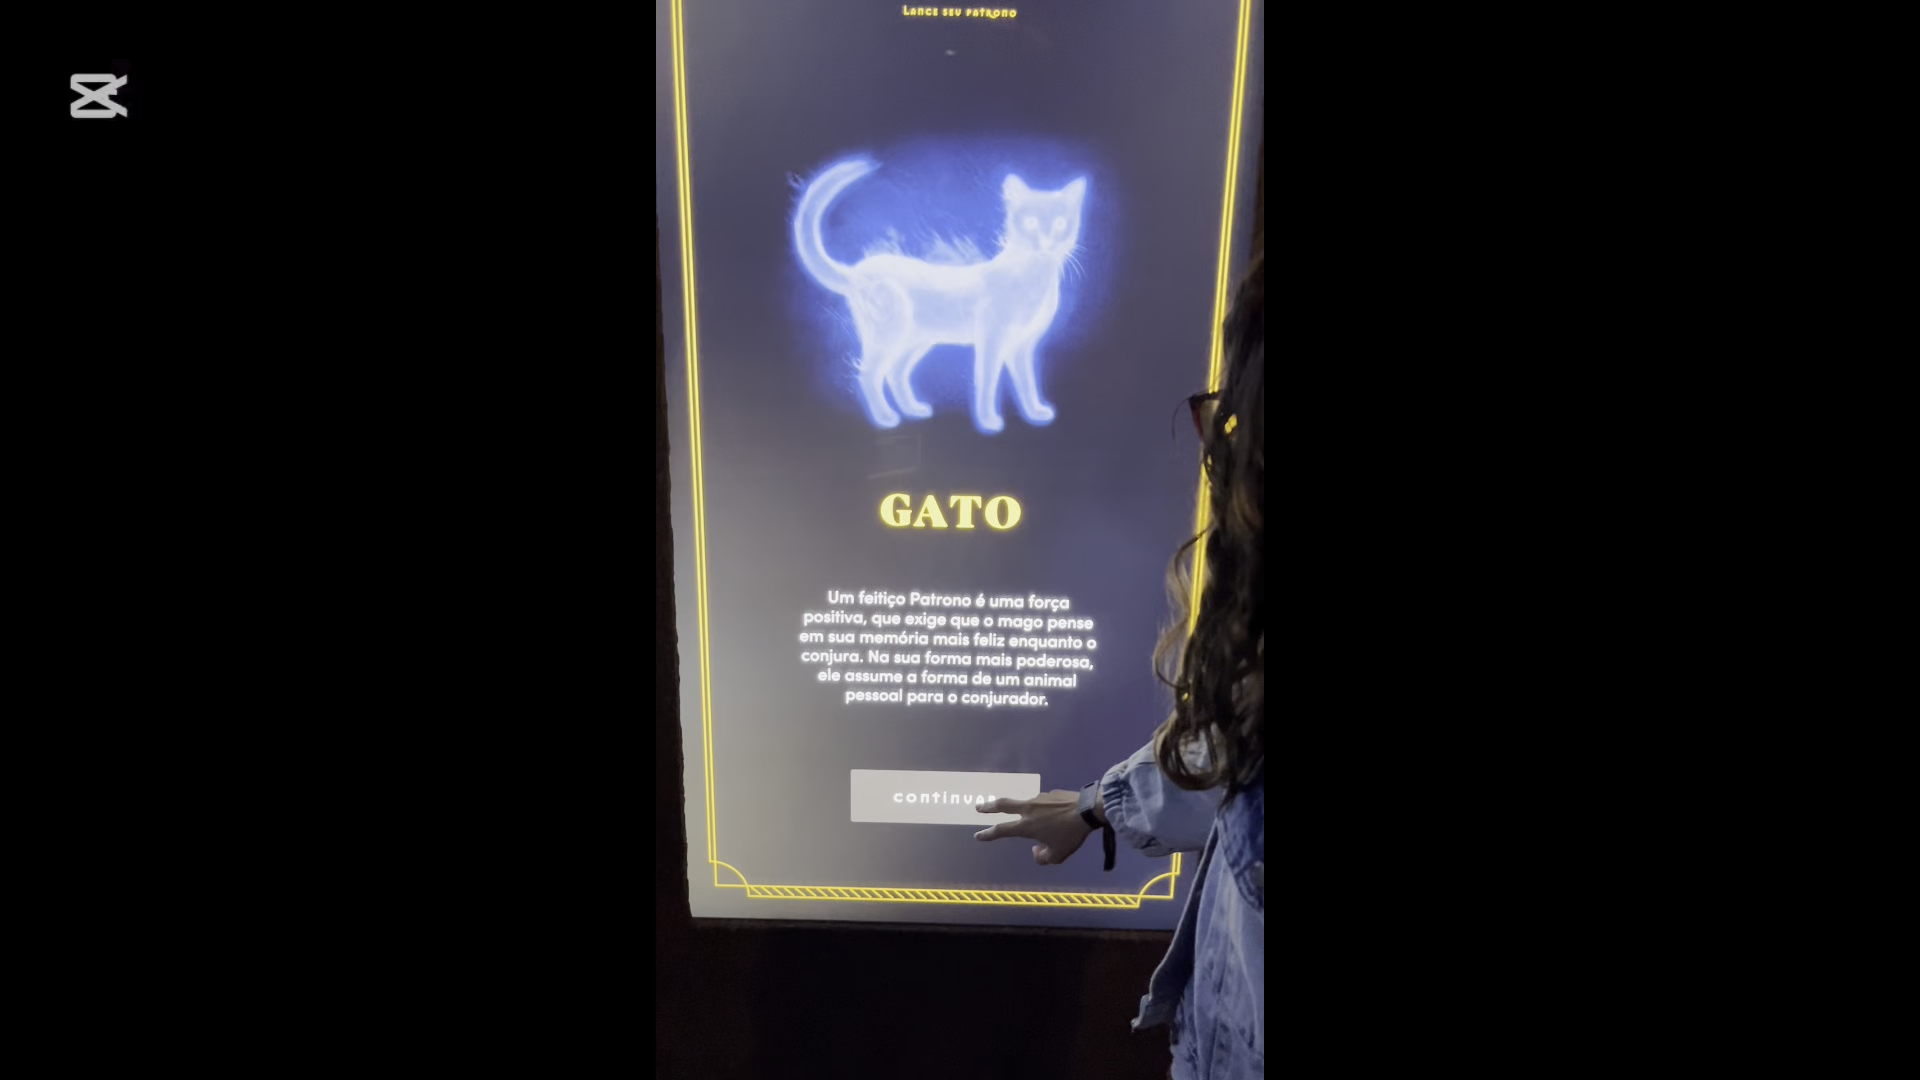 Lance seu patrono
GATO
Um feitiço Patrono é uma força
positiva, que exige que o mago pense
em sua memória mais feliz enquanto o
conjura. Na sua forma mais poderosa,
ele assume a forma de um animal
pessoal para o conjurador.
continuar